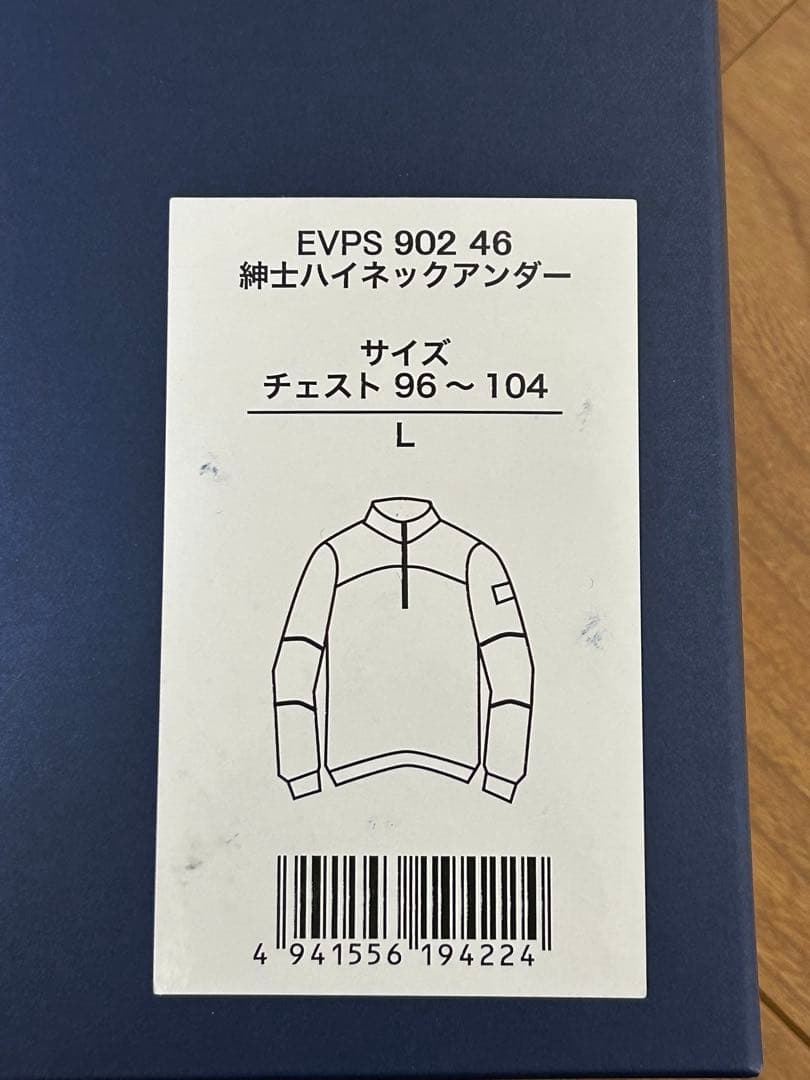 EVPS 902 46
紳士ハイネックアンダー
サイズ
チェスト 96～104
L
4 941556 194224